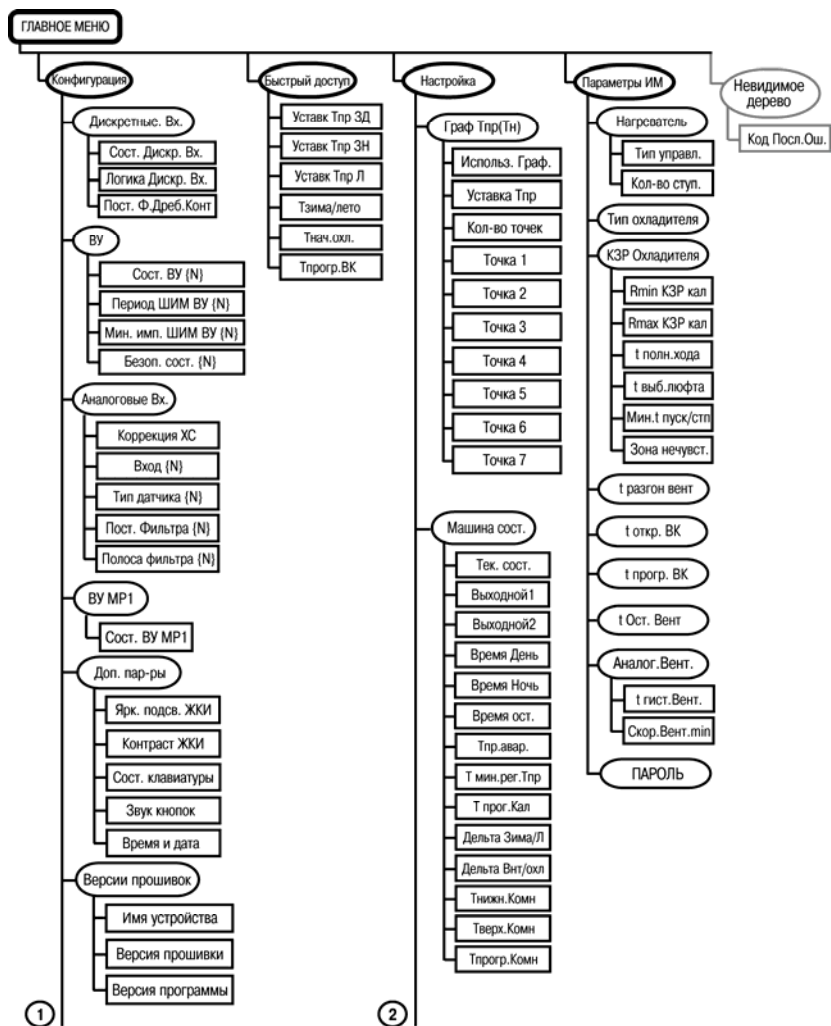 ГЛАВНОЕ МЕНЮ
Конфигурация
Дискретные. Вх.
Сост. Дискр. Вх.
Логика Дискр. Вх.
Пост. Ф.Дреб.Конт
ВУ
Сост. ВУ {N}
Период ШИМ ВУ {N}
Мин. имп. ШИМ ВУ {N}
Безоп. сост. {N}
Аналоговые Вх.
Коррекция ХС
Вход {N}
Тип датчика {N}
Пост. Фильтра {N}
Полоса фильтра {N}
ВУ МР1
Сост. ВУ МР1
Доп. пар-ры
Ярк. подсв. ЖКИ
Контраст ЖКИ
Сост. клавиатуры
Звук кнопок
Время и дата
Версии прошивок
Имя устройства
Версия прошивки
Версия программы
1
Быстрый доступ
Уставк Тпр ЗД
Уставк Тпр ЗН
Уставк Тпр Л
Тзима/лето
Тнач.охл.
Тпрогр.ВК
Настройка
Граф Тпр(Тн)
Использ. Граф.
Уставка Тпр
Кол-во точек
Точка 1
Точка 2
Точка 3
Точка 4
Точка 5
Точка 6
Точка 7
Машина сост.
Тек. сост.
Выходной1
Выходной2
Время День
Время Ночь
Время ост.
Тпр.авар.
Т мин.рег.Тпр
Т прог.Кал
Дельта Зима/Л
Дельта Внт/охл
Тнижн.Комн
Тверх.Комн
Тпрогр.Комн
2
Параметры ИМ
Нагреватель
Тип управл.
Кол-во ступ.
Тип охладителя
КЗР Охладителя
Rmin КЗР кал
Rmax КЗР кал
t полн.хода
t выб.люфта
Мин.t пуск/стп
Зона нечувст.
t разгон вент
t откр. ВК
t прогр. ВК
t Ост. Вент
Аналог.Вент.
t гист.Вент.
Скор.Вент.min
ПАРОЛЬ
Невидимое
дерево
Код Посл.Ош.